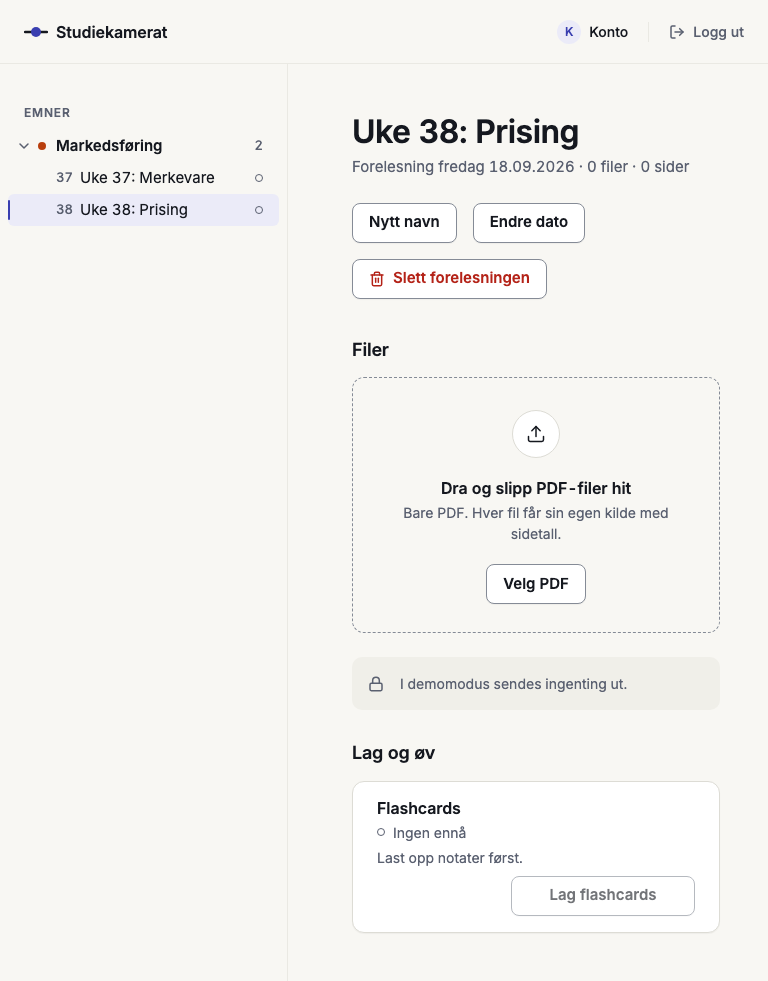 Studiekamerat
K Konto
Logg ut
EMNER
Markedsføring 2
37 Uke 37: Merkevare
38 Uke 38: Prising
Uke 38: Prising
Forelesning fredag 18.09.2026 · 0 filer · 0 sider
Nytt navn
Endre dato
Slett forelesningen
Filer
Dra og slipp PDF-filer hit
Bare PDF. Hver fil får sin egen kilde med
sidetall.
Velg PDF
I demomodus sendes ingenting ut.
Lag og øv
Flashcards
Ingen ennå
Last opp notater først.
Lag flashcards